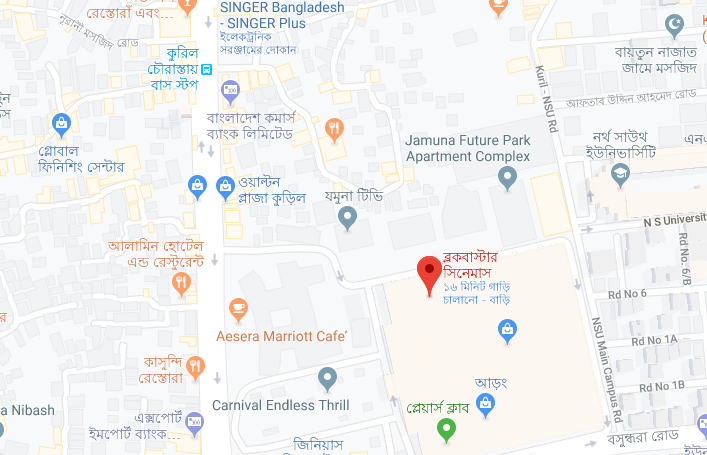 রেস্তোরাঁ এবং...
নুরানী মসজিদ রোড
SINGER Bangladesh
- SINGER Plus
ইলেকট্রনিক
সরঞ্জামের দোকান
কুরিল
চৌরাস্তায়
বাস স্টপ
বায়তুন নাজাত
জামে মসজিদ
Kuril - NSU Rd
আফতাব উদ্দিন আহমেদ রোড
বাংলাদেশ কমার্স
ব্যাংক লিমিটেড
গ্লোবাল
ফিনিশিং সেন্টার
Jamuna Future Park
Apartment Complex
নর্থ সাউথ
ইউনিভার্সিটি
ওয়াল্টন
প্লাজা কুড়িল
যমুনা টিভি
N S Universit
Rd No. 6/B
আলামিন হোটেল
এন্ড রেস্টুরেন্ট
ব্লকবাস্টার
সিনেমাস
১৬ মিনিট গাড়ি
চালানো - বাড়ি
Rd No 6
Aesera Marriott Cafe'
NSU Main Campus Rd
Rd No 1A
কাসুন্দি
রেস্তোরা
আড়ং
Rd No 1B
a Nibash
Carnival Endless Thrill
প্লেয়ার্স ক্লাব
এক্সপোর্ট
ইমপোর্ট ব্যাংক...
জিনিয়াস
বসুন্ধরা রোড